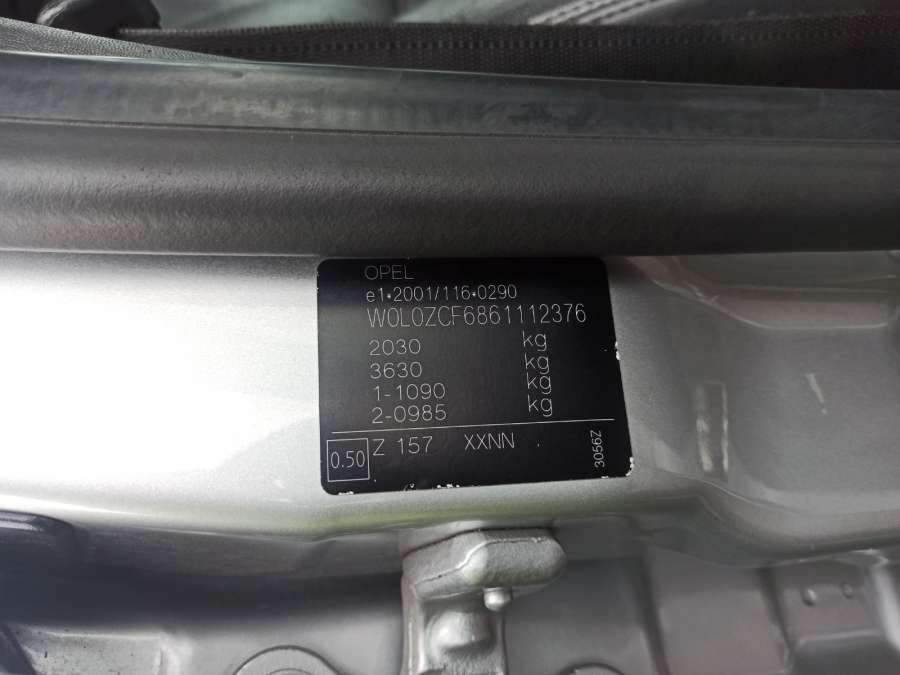 OPEL
e1*2001/116*0290
W0L0ZCF6861112376
2030 kg
3630 kg
1-1090 kg
2-0985 kg
0.50 Z 157 XXNN
3056Z